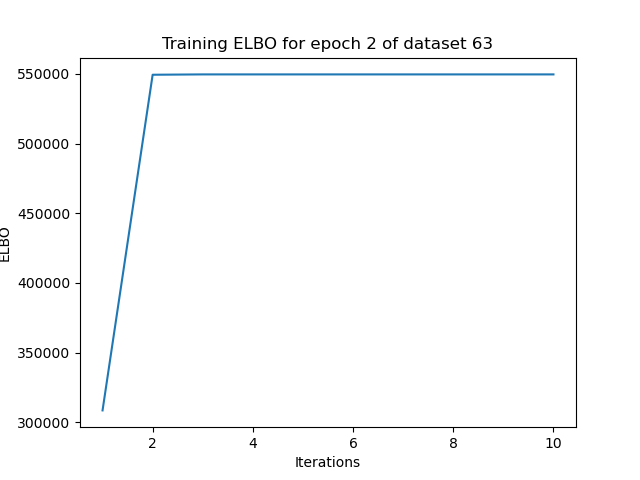 Training ELBO for epoch 2 of dataset 63
550000
500000
450000
400000
350000
300000
ELBO
2 4 6 8 10
Iterations